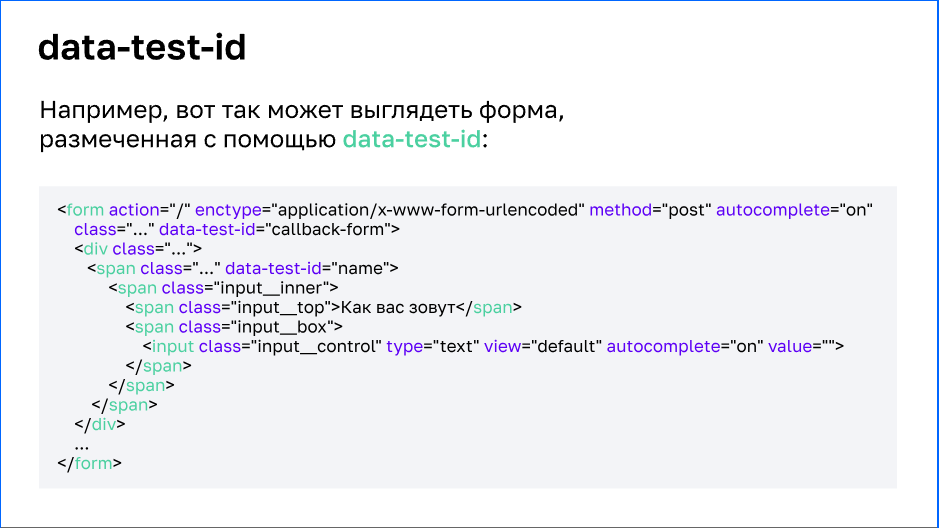 data-test-id
Например, вот так может выглядеть форма,
размеченная с помощью data-test-id:
<form action="/" enctype="application/x-www-form-urlencoded" method="post" autocomplete="on"
class="..." data-test-id="callback-form">
<div class="...">
<span class="..." data-test-id="name">
<span class="input__inner">
<span class="input__top">Как вас зовут</span>
<span class="input__box">
<input class="input__control" type="text" view="default" autocomplete="on" value="">
</span>
</span>
</span>
</div>
...
</form>